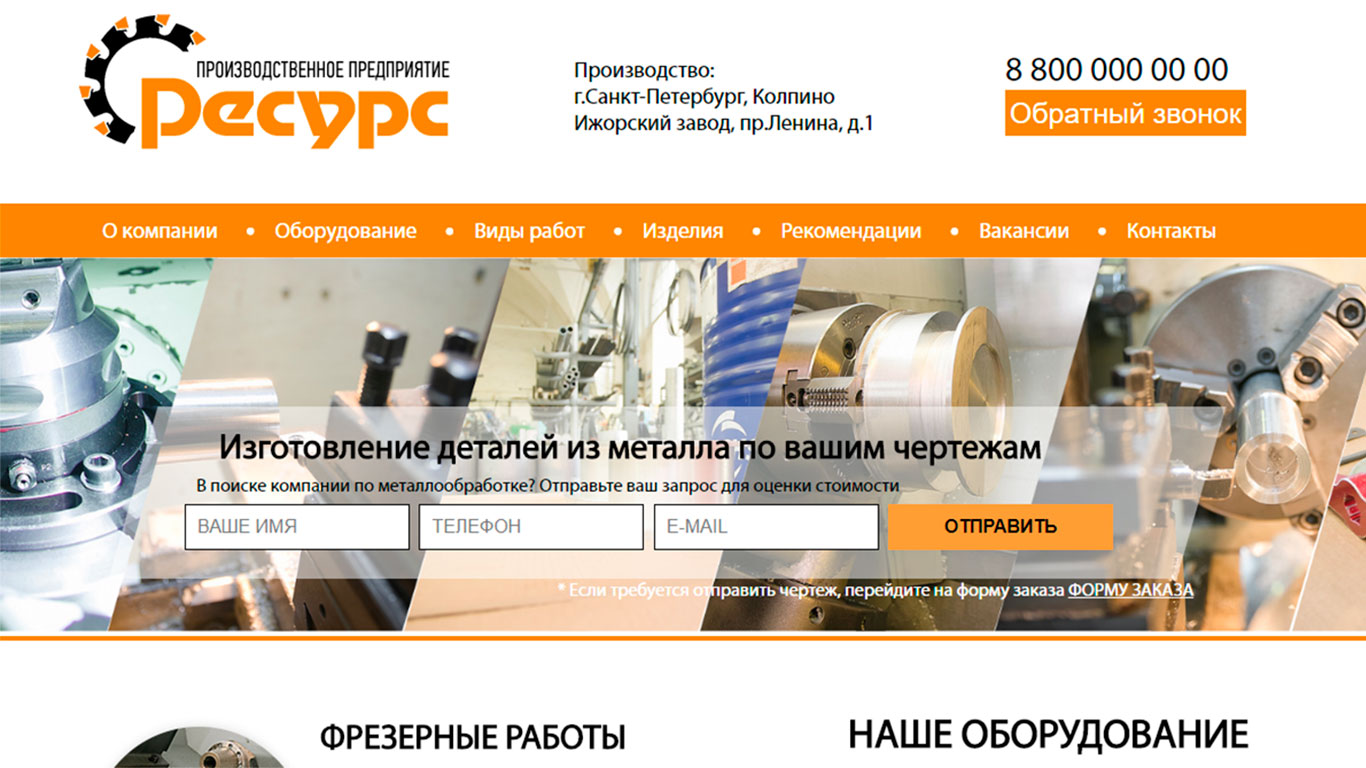 ПРОИЗВОДСТВЕННОЕ ПРЕДПРИЯТИЕ
Ресурс
Производство:
г.Санкт-Петербург, Колпино
Ижорский завод, пр.Ленина, д.1
8 800 000 00 00
Обратный звонок
О компании • Оборудование • Виды работ • Изделия • Рекомендации • Вакансии • Контакты
Изготовление деталей из металла по вашим чертежам
В поиске компании по металлообработке? Отправьте ваш запрос для оценки стоимости
ВАШЕ ИМЯ ТЕЛЕФОН E-MAIL ОТПРАВИТЬ
* Если требуется отправить чертеж, перейдите на форму заказа ФОРМУ ЗАКАЗА
ФРЕЗЕРНЫЕ РАБОТЫ
НАШЕ ОБОРУДОВАНИЕ